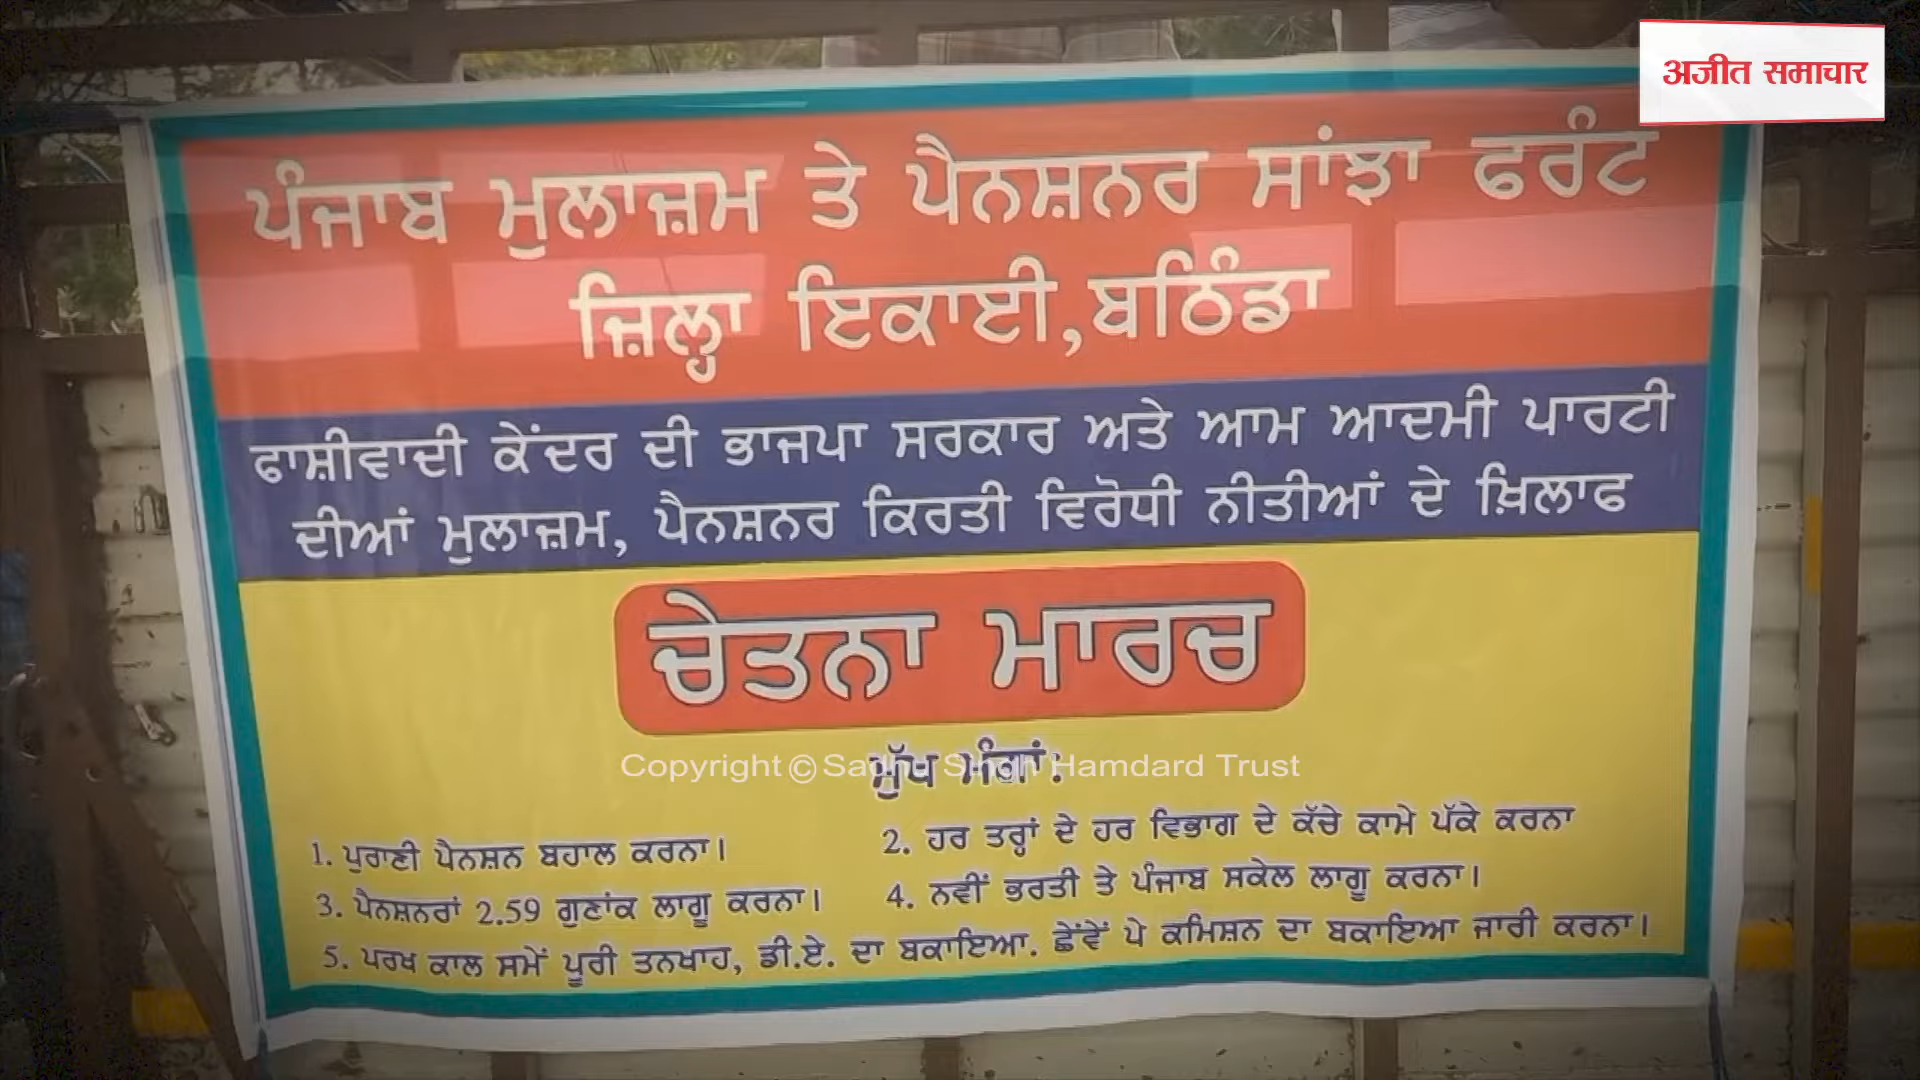 अजीत समाचार
ਪੰਜਾਬ ਮੁਲਾਜ਼ਮ ਤੇ ਪੈਨਸ਼ਨਰ ਸਾਂਝਾ ਫਰੰਟ
ਜ਼ਿਲ੍ਹਾ ਇਕਾਈ,ਬਠਿੰਡਾ
ਫਾਸ਼ੀਵਾਦੀ ਕੇਂਦਰ ਦੀ ਭਾਜਪਾ ਸਰਕਾਰ ਅਤੇ ਆਮ ਆਦਮੀ ਪਾਰਟੀ
ਦੀਆਂ ਮੁਲਾਜ਼ਮ, ਪੈਨਸ਼ਨਰ ਕਿਰਤੀ ਵਿਰੋਧੀ ਨੀਤੀਆਂ ਦੇ ਖ਼ਿਲਾਫ
ਚੇਤਨਾ ਮਾਰਚ
ਮੁੱਖ ਮੰਗਾਂ:
Copyright © Sadhu Singh Hamdard Trust
1. ਪੁਰਾਣੀ ਪੈਨਸ਼ਨ ਬਹਾਲ ਕਰਨਾ।
2. ਹਰ ਤਰ੍ਹਾਂ ਦੇ ਹਰ ਵਿਭਾਗ ਦੇ ਕੱਚੇ ਕਾਮੇ ਪੱਕੇ ਕਰਨਾ
3. ਪੈਨਸ਼ਨਰਾਂ 2.59 ਗੁਣਾਂਕ ਲਾਗੂ ਕਰਨਾ।
4. ਨਵੀਂ ਭਰਤੀ ਤੇ ਪੰਜਾਬ ਸਕੇਲ ਲਾਗੂ ਕਰਨਾ।
5. ਪਰਖ ਕਾਲ ਸਮੇਂ ਪੂਰੀ ਤਨਖਾਹ, ਡੀ.ਏ. ਦਾ ਬਕਾਇਆ. ਛੇਂਵੇਂ ਪੇ ਕਮਿਸ਼ਨ ਦਾ ਬਕਾਇਆ ਜਾਰੀ ਕਰਨਾ।